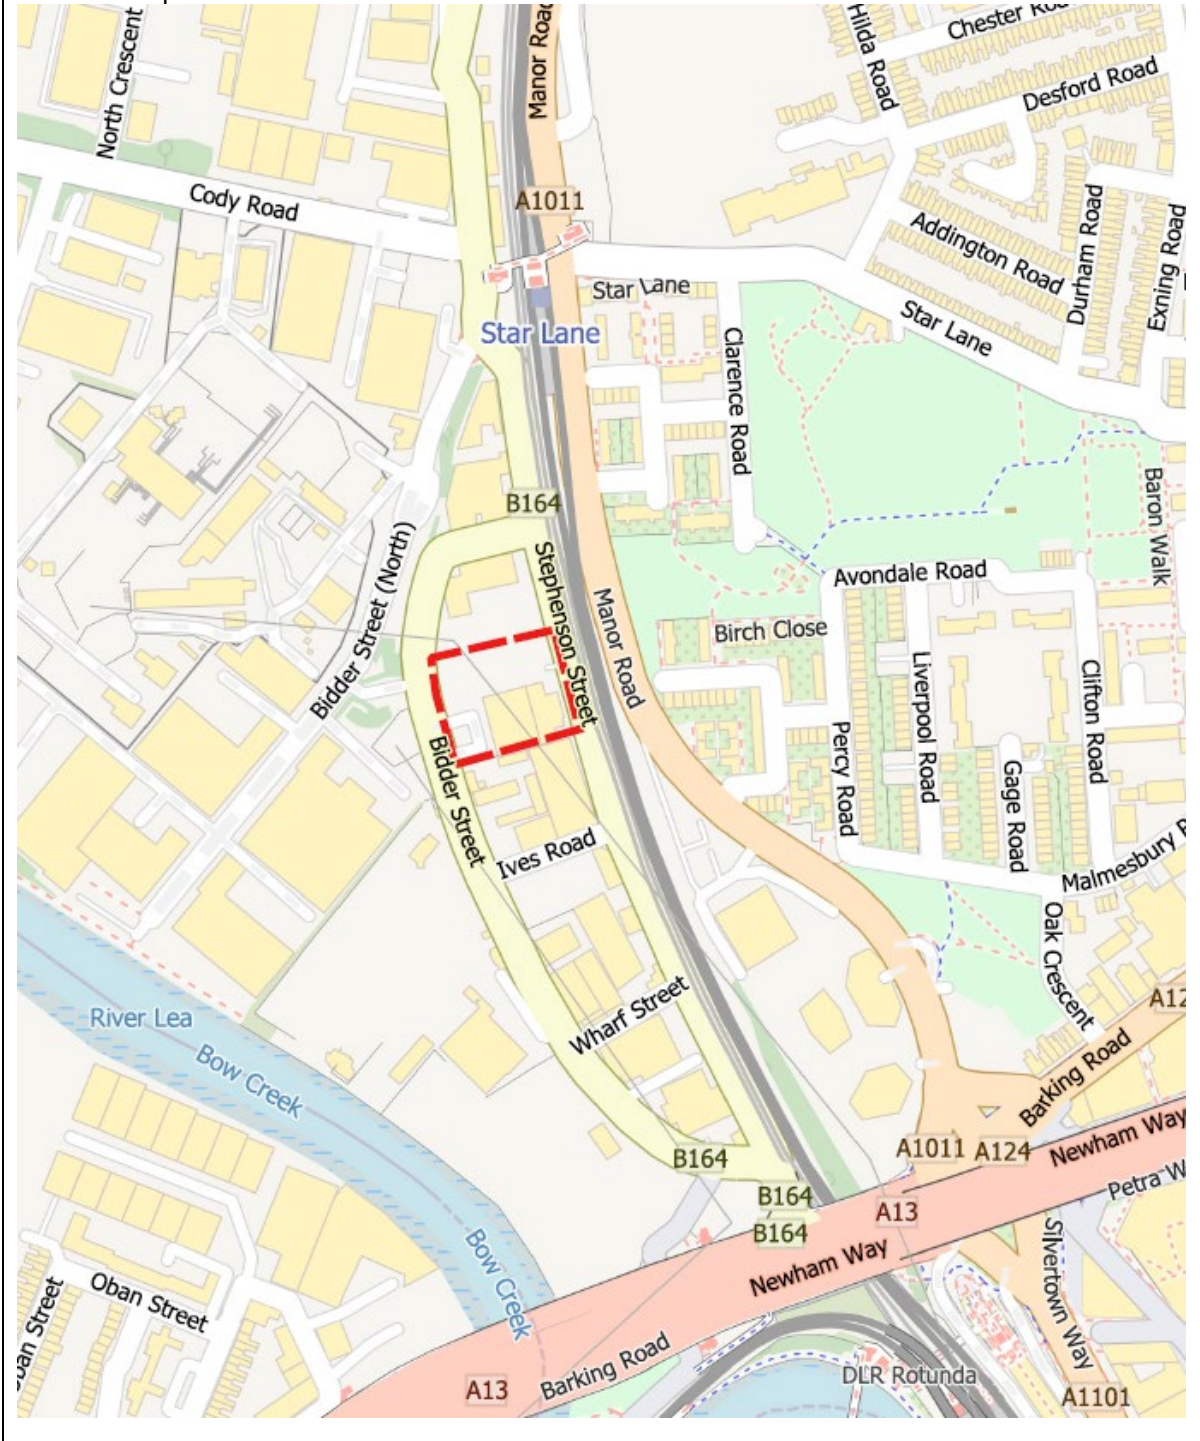 North Crescent
Manor Road
Hilda Road
Chester
Desford Road
A1011
Cody Road
Addington Road
Durham Road
Exning Road
Star Lane
Star Lane
Star Lane
Clarence Road
Baron Walk
B164
Bidder Street (North)
Stephenson Street
Manor Road
Avondale Road
Birch Close
Liverpool Road
Clifton Road
Percy Road
Gage Road
Bidder Street
Ives Road
Malmesbury
Oak Crescent
River Lea
Bow Creek
Wharf Street
A12
Barking Road
B164
A1011
A124
Newham Way
B164
B164
A13
Petra W
Silvertown Way
Bow Creek
Newham Way
Oban Street
Oban Street
Barking Road
A13
DLR Rotunda
A1101